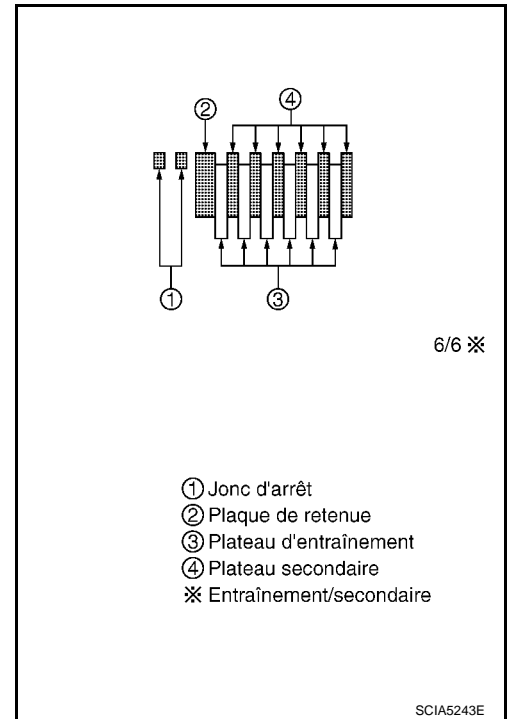 ② ④
① ③
6/6 ※
① Jonc d'arrêt
② Plaque de retenue
③ Plateau d'entraînement
④ Plateau secondaire
※ Entraînement/secondaire
SCIA5243E